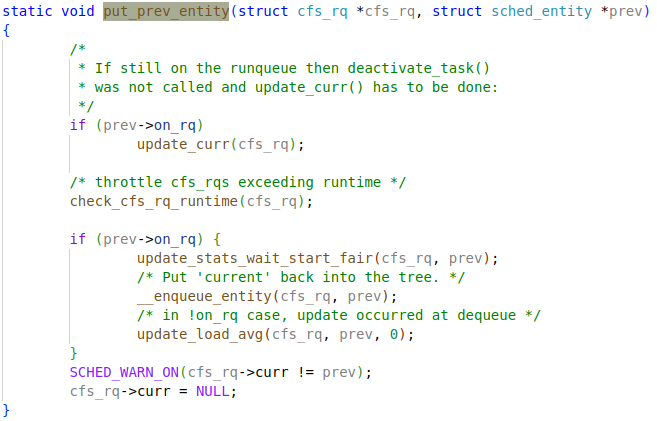 static void put_prev_entity(struct cfs_rq *cfs_rq, struct sched_entity *prev)
{
/*
* If still on the runqueue then deactivate_task()
* was not called and update_curr() has to be done:
*/
if (prev->on_rq)
update_curr(cfs_rq);
/* throttle cfs_rqs exceeding runtime */
check_cfs_rq_runtime(cfs_rq);
if (prev->on_rq) {
update_stats_wait_start_fair(cfs_rq, prev);
/* Put 'current' back into the tree. */
__enqueue_entity(cfs_rq, prev);
/* in !on_rq case, update occurred at dequeue */
update_load_avg(cfs_rq, prev, 0);
}
SCHED_WARN_ON(cfs_rq->curr != prev);
cfs_rq->curr = NULL;
}